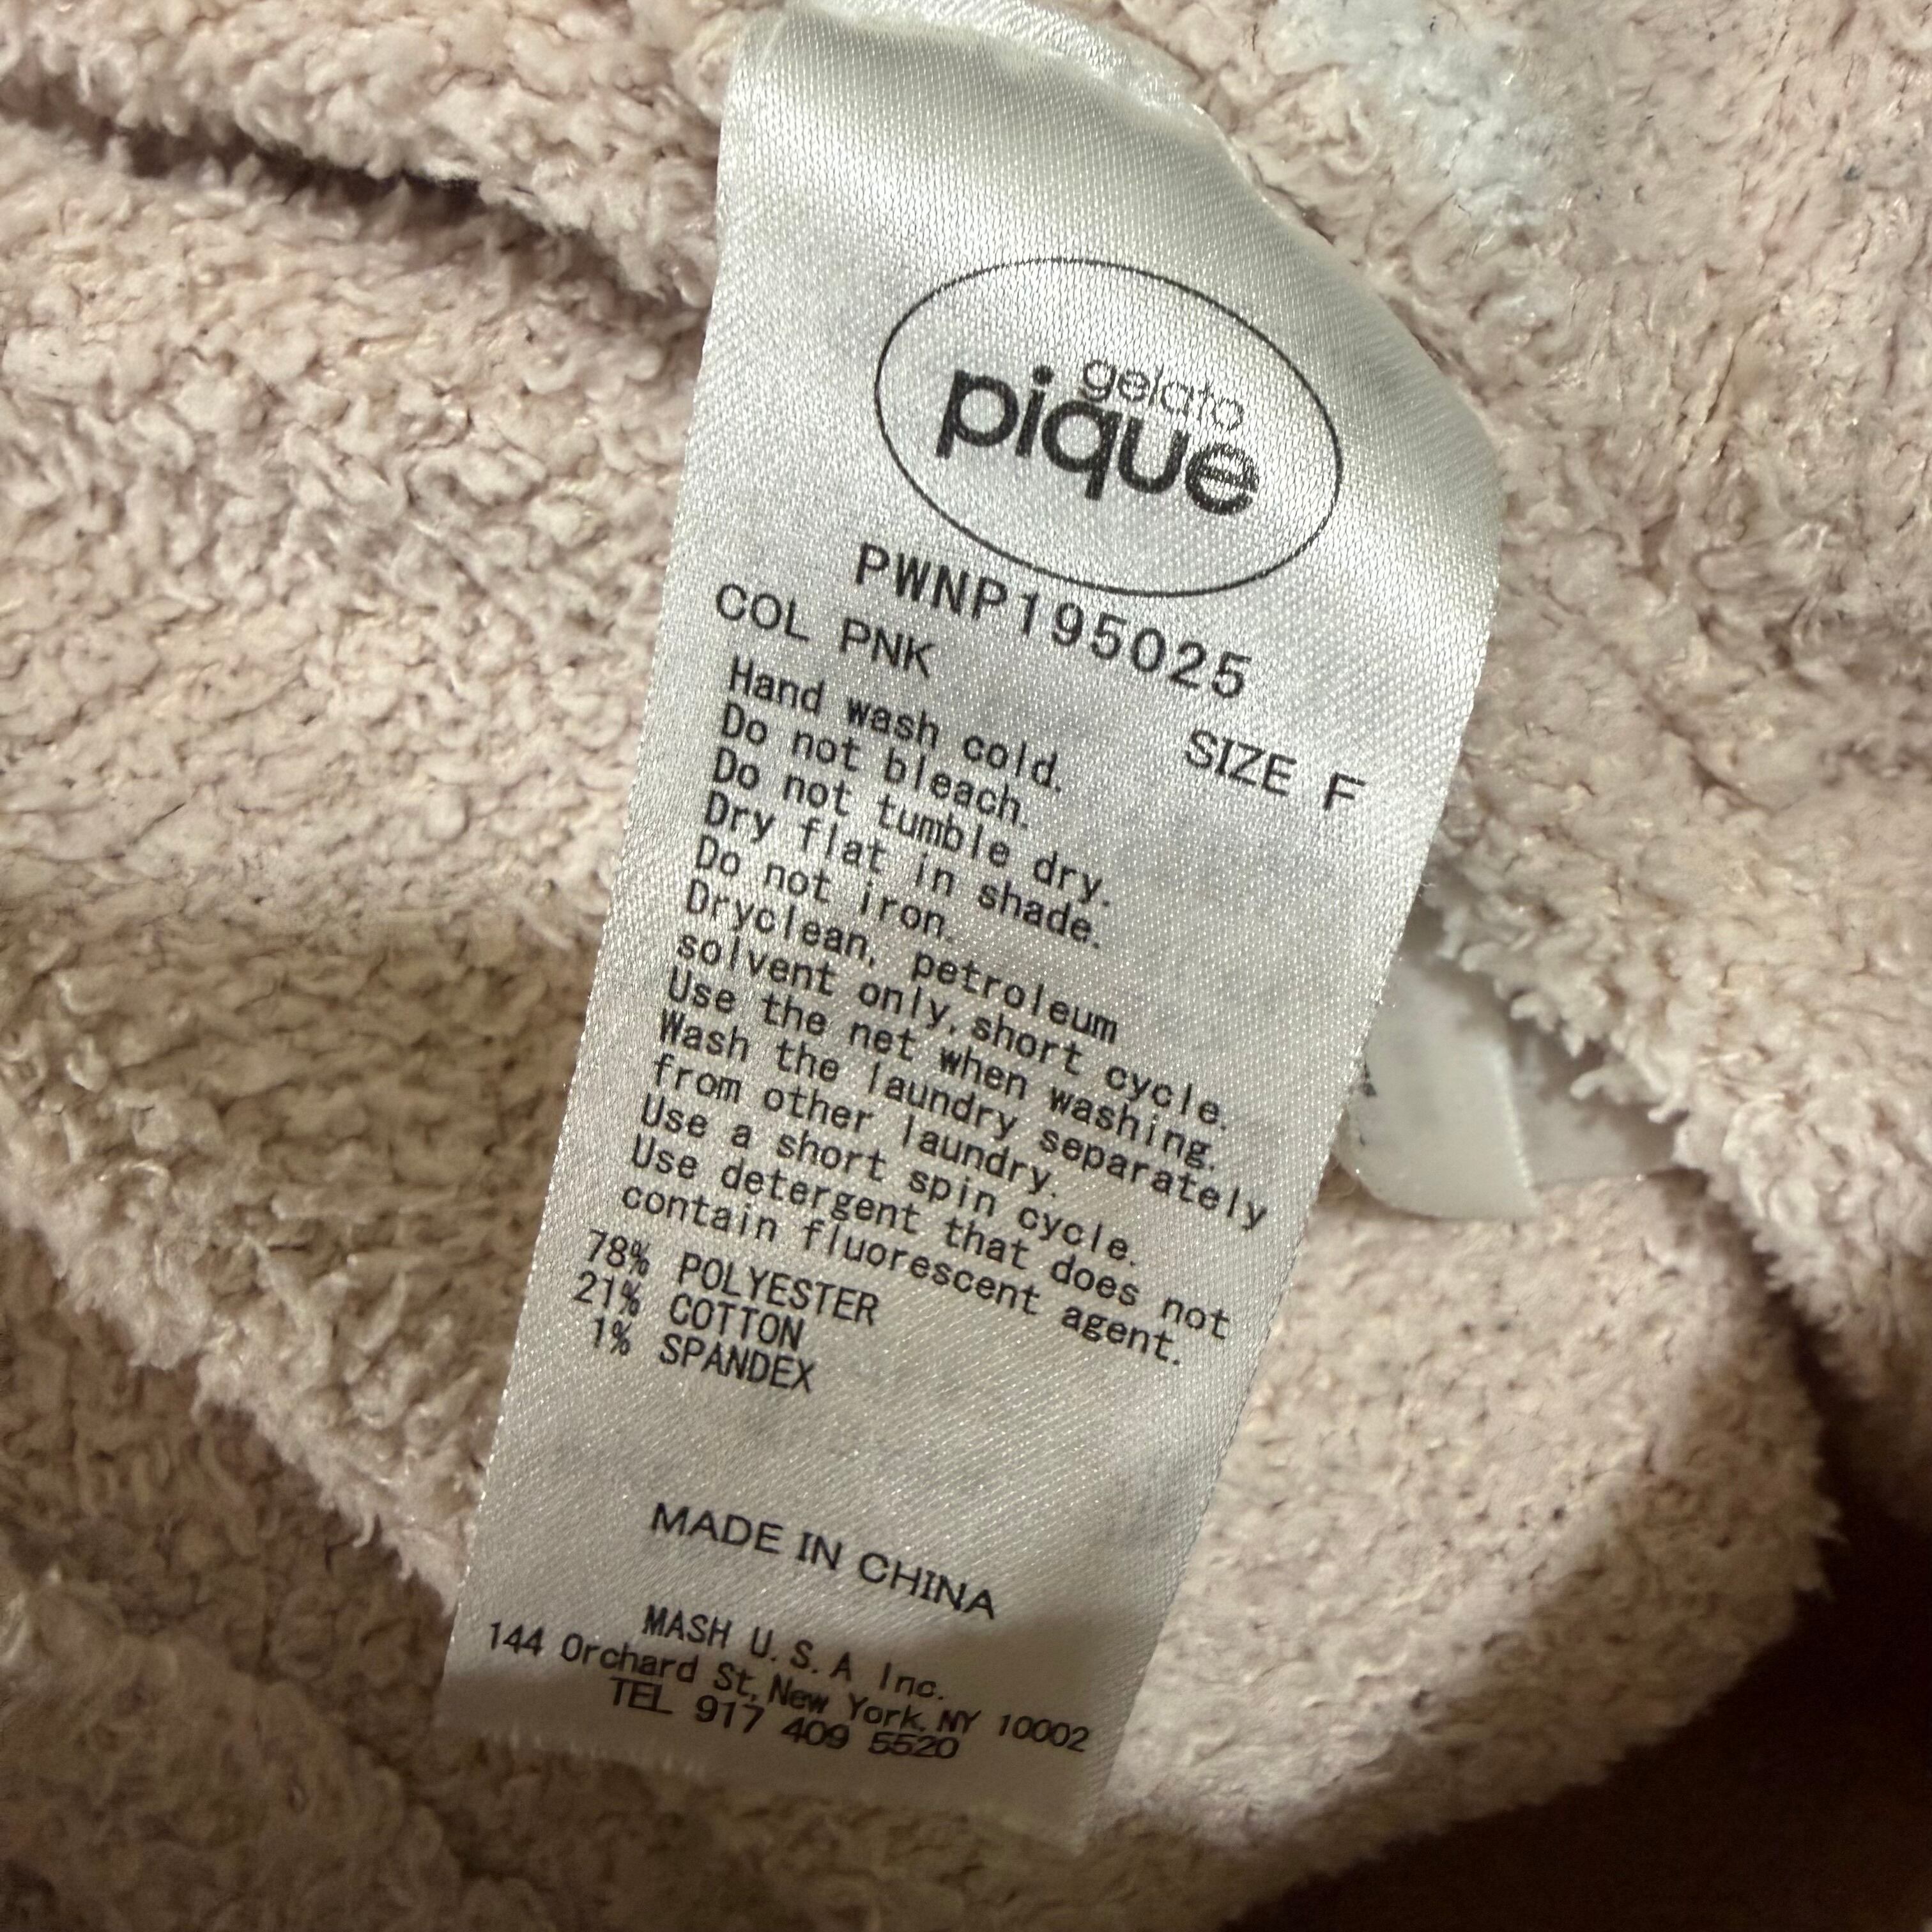 gelato
pique
PWNP195025
COL PNK SIZE F
Hand wash cold.
Do not bleach.
Do not tumble dry.
Dry flat in shade.
Do not iron.
Dryclean, petroleum
solvent only, short cycle.
Use the net when washing.
Wash the laundry separately
from other laundry.
Use a short spin cycle.
Use detergent that does not
contain fluorescent agent.
78% POLYESTER
21% COTTON
1% SPANDEX
MADE IN CHINA
MASH U.S.A Inc.
144 Orchard St, New York, NY 10002
TEL 917 409 5520